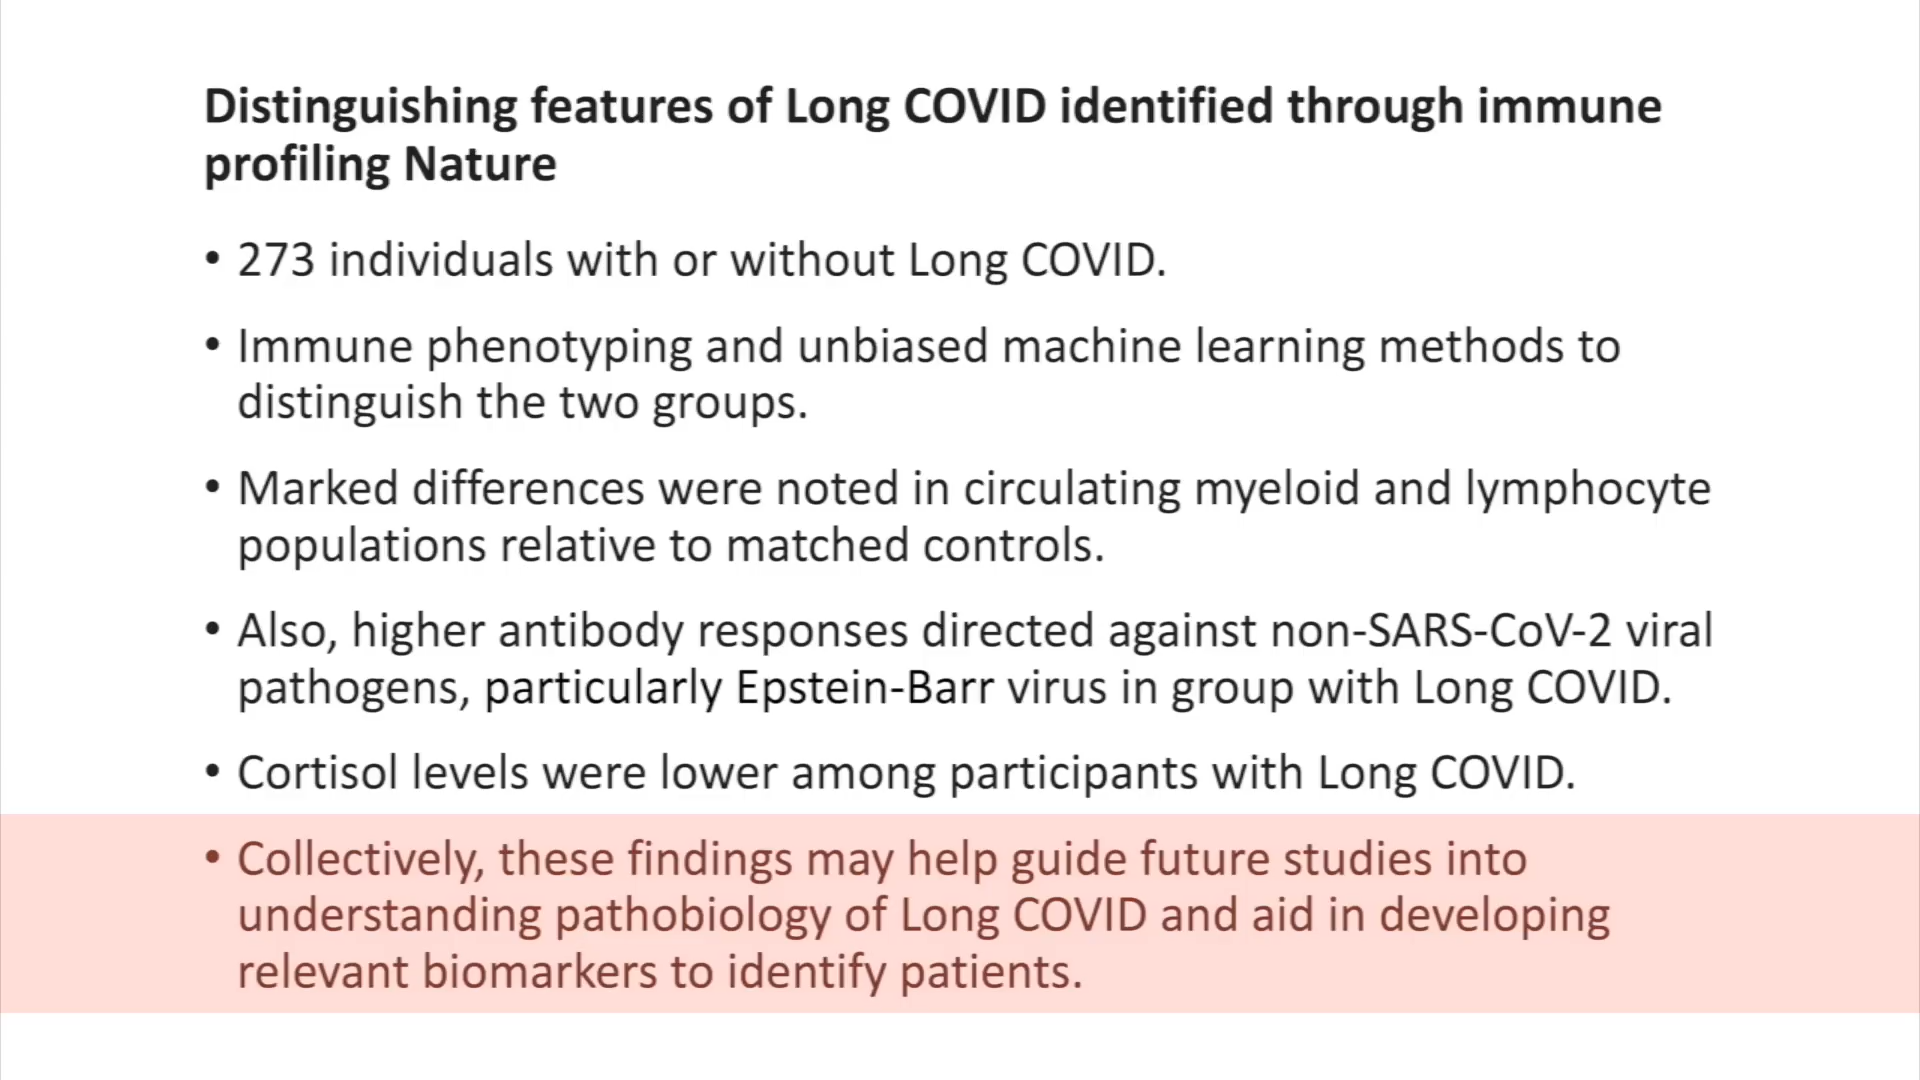 Distinguishing features of Long COVID identified through immune
profiling Nature
• 273 individuals with or without Long COVID.
• Immune phenotyping and unbiased machine learning methods to
distinguish the two groups.
• Marked differences were noted in circulating myeloid and lymphocyte
populations relative to matched controls.
• Also, higher antibody responses directed against non-SARS-CoV-2 viral
pathogens, particularly Epstein-Barr virus in group with Long COVID.
• Cortisol levels were lower among participants with Long COVID.
• Collectively, these findings may help guide future studies into
understanding pathobiology of Long COVID and aid in developing
relevant biomarkers to identify patients.